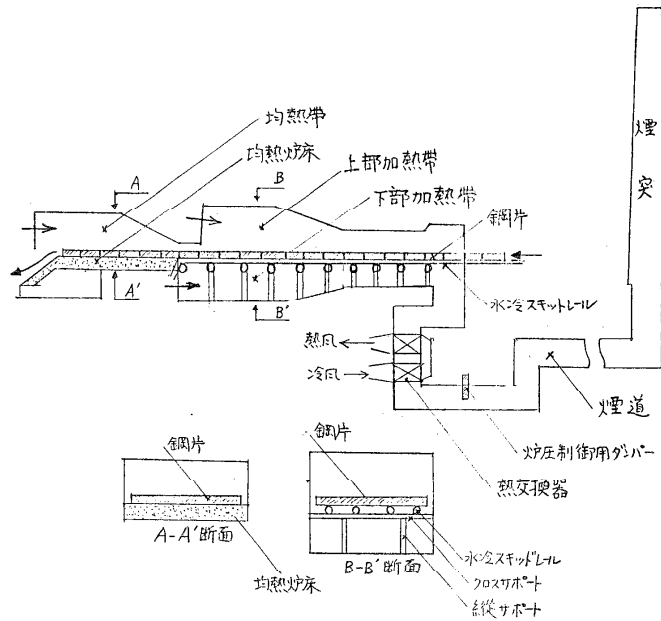 均熱帯
均熱炉床
上部加熱帯
下部加熱帯
A
B
鋼片
煙突
水冷スキットレール
A'
B'
熱風
冷風
煙道
炉圧制御用ダンパー
熱交換器
鋼片
鋼片
A-A'断面
B-B'断面
均熱炉床
水冷スキッドレール
クロスサポート
縦サポート